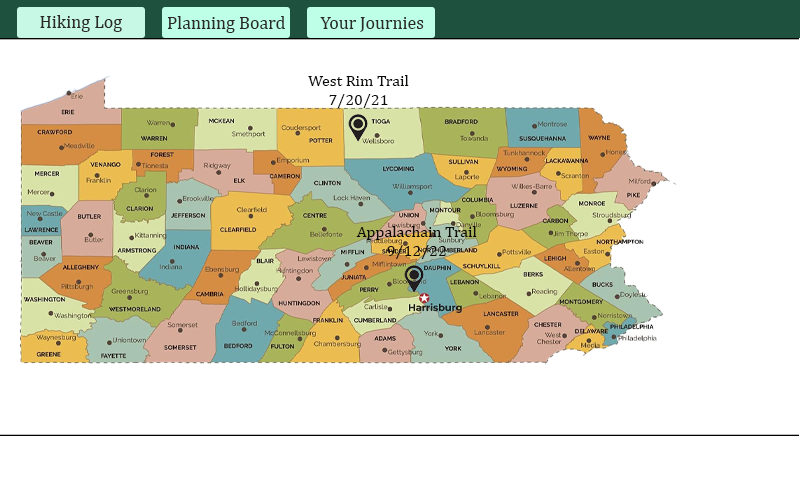 Hiking Log
Planning Board
Your Journies
West Rim Trail
7/20/21
Erie
ERIE
CRAWFORD
Meadville
Warren
WARREN
MCKEAN
Smethport
Coudersport
POTTER
TIOGA
Wellsboro
BRADFORD
Towanda
Montrose
SUSQUEHANNA
WAYNE
MERCER
Mercer
VENANGO
Franklin
FOREST
Tionesta
Ridgway
ELK
Emporium
CAMERON
CLINTON
Lock Haven
LYCOMING
Williamsport
SULLIVAN
Laporte
Tunkhannock
WYOMING
LACKAWANNA
Scranton
Milford
PIKE
New Castle
LAWRENCE
BUTLER
Butler
Clarion
CLARION
Brookville
JEFFERSON
Clearfield
CLEARFIELD
CENTRE
Bellefonte
UNION
MONTOUR
COLUMBIA
Bloomsburg
Wilkes-Barre
LUZERNE
MONROE
Stroudsburg
CARBON
Jim Thorpe
Appalachain Trail
9/12/22
BEAVER
Beaver
Kittanning
ARMSTRONG
INDIANA
Indiana
Sunbury
NORTHUMBERLAND
Pottsville
SCHUYLKILL
NORTHAMPTON
Easton
LEHIGH
Allentown
ALLEGHENY
Pittsburgh
Ebensburg
CAMBRIA
BLAIR
Hollidaysburg
Huntingdon
HUNTINGDON
Lewistown
MIFFLIN
Mifflintown
JUNIATA
PERRY
DAUPHIN
LEBANON
Lebanon
BERKS
Reading
BUCKS
Doylestown
WASHINGTON
Washington
Greensburg
WESTMORELAND
Carlisle
CUMBERLAND
Harrisburg
LANCASTER
Lancaster
MONTGOMERY
Norristown
PHILADELPHIA
Philadelphia
Waynesburg
GREENE
Uniontown
FAYETTE
Somerset
SOMERSET
Bedford
BEDFORD
McConnellsburg
FULTON
FRANKLIN
Chambersburg
ADAMS
Gettysburg
York
YORK
CHESTER
West
Chester
DELAWARE
Media